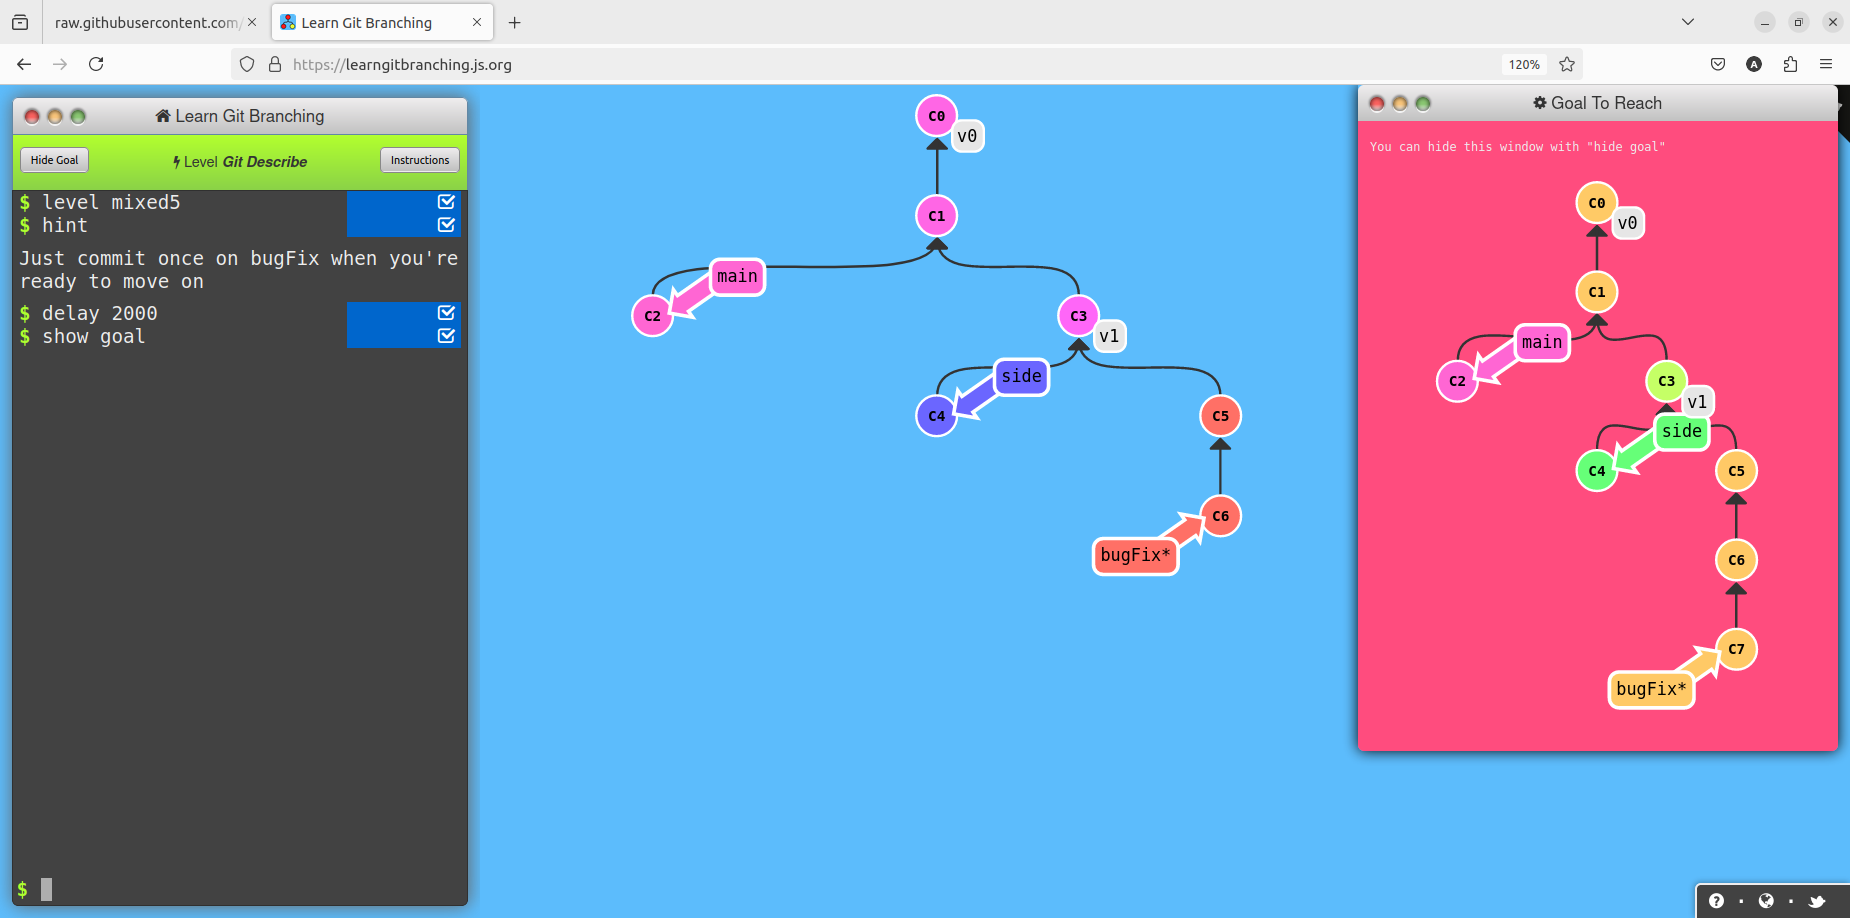 raw.githubusercontent.com/
Learn Git Branching
https://learngitbranching.js.org
120%
A
Learn Git Branching
Hide Goal
Level Git Describe
Instructions
$ level mixed5
$ hint
Just commit once on bugFix when you're
ready to move on
$ delay 2000
$ show goal
$
C0
v0
C1
main
C2
C3
v1
side
C4
C5
C6
bugFix*
Goal To Reach
You can hide this window with "hide goal"
C0
v0
C1
main
C2
C3
v1
side
C4
C5
C6
C7
bugFix*